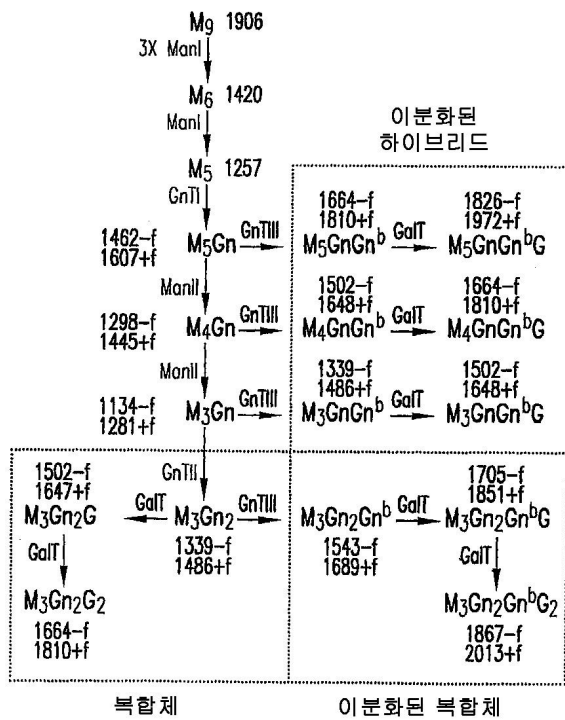 M9 1906
3X ManI
M6 1420
ManI
M5 1257
GnTI
이분화된
하이브리드
1462-f
1607+f
M5Gn
GnTIII
1664-f
1810+f
M5GnGnb
GalT
1826-f
1972+f
M5GnGnbG
ManII
1298-f
1445+f
M4Gn
GnTIII
1502-f
1648+f
M4GnGnb
GalT
1664-f
1810+f
M4GnGnbG
ManII
1134-f
1281+f
M3Gn
GnTIII
1339-f
1486+f
M3GnGnb
GalT
1502-f
1648+f
M3GnGnbG
GnTII
1502-f
1647+f
M3Gn2G
GalT
M3Gn2
1339-f
1486+f
GnTIII
M3Gn2Gnb
1543-f
1689+f
GalT
1705-f
1851+f
M3Gn2GnbG
GalT
M3Gn2G2
1664-f
1810+f
GalT
M3Gn2GnbG2
1867-f
2013+f
복합체
이분화된 복합체